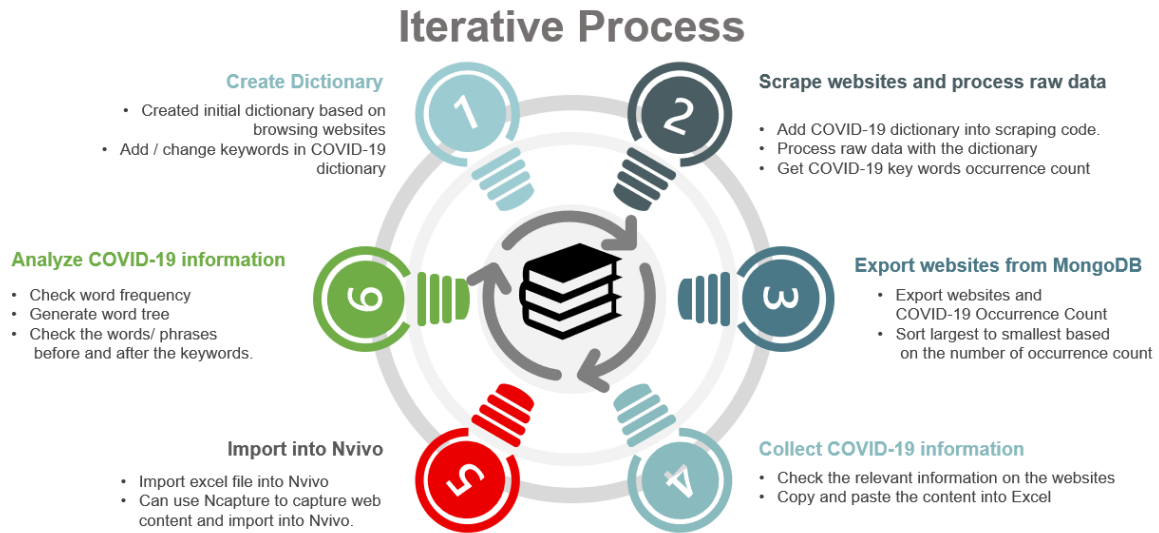 Iterative Process
1
Create Dictionary
• Created initial dictionary based on
browsing websites
• Add / change keywords in COVID-19
dictionary
2
Scrape websites and process raw data
• Add COVID-19 dictionary into scraping code.
• Process raw data with the dictionary
• Get COVID-19 key words occurrence count
3
Export websites from MongoDB
• Export websites and
COVID-19 Occurrence Count
• Sort largest to smallest based
on the number of occurrence count
4
Collect COVID-19 information
• Check the relevant information on the websites
• Copy and paste the content into Excel
5
Import into Nvivo
• Import excel file into Nvivo
• Can use Ncapture to capture web
content and import into Nvivo.
6
Analyze COVID-19 information
• Check word frequency
• Generate word tree
• Check the words/ phrases
before and after the keywords.